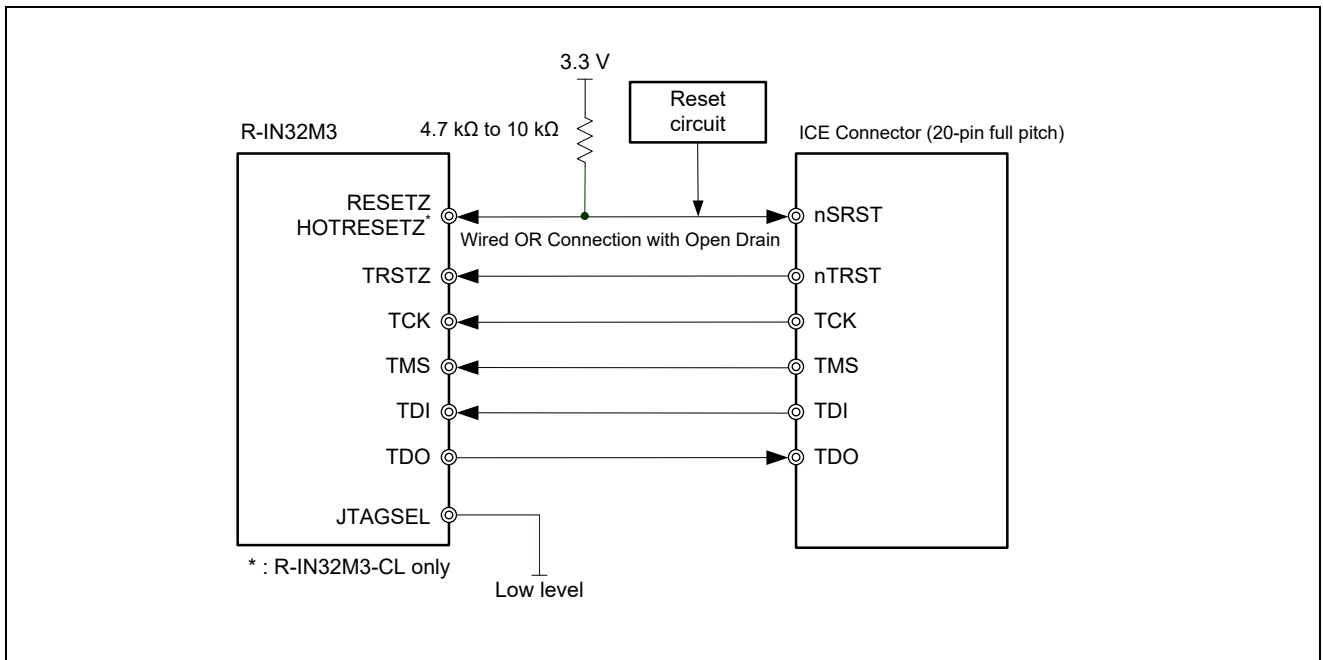 3.3 V
Reset
circuit
R-IN32M3
4.7 kΩ to 10 kΩ
ICE Connector (20-pin full pitch)
RESETZ
HOTRESETZ*
nSRST
Wired OR Connection with Open Drain
TRSTZ
nTRST
TCK
TCK
TMS
TMS
TDI
TDI
TDO
TDO
JTAGSEL
* : R-IN32M3-CL only
Low level